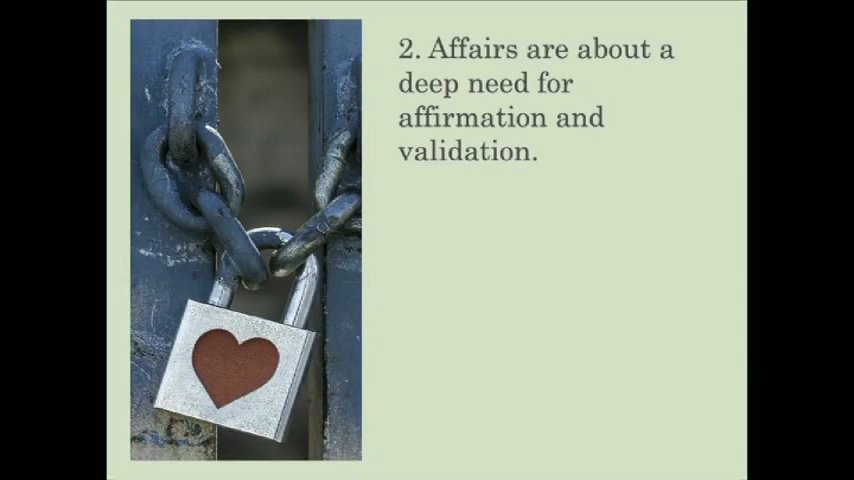 2. Affairs are about a
deep need for
affirmation and
validation.